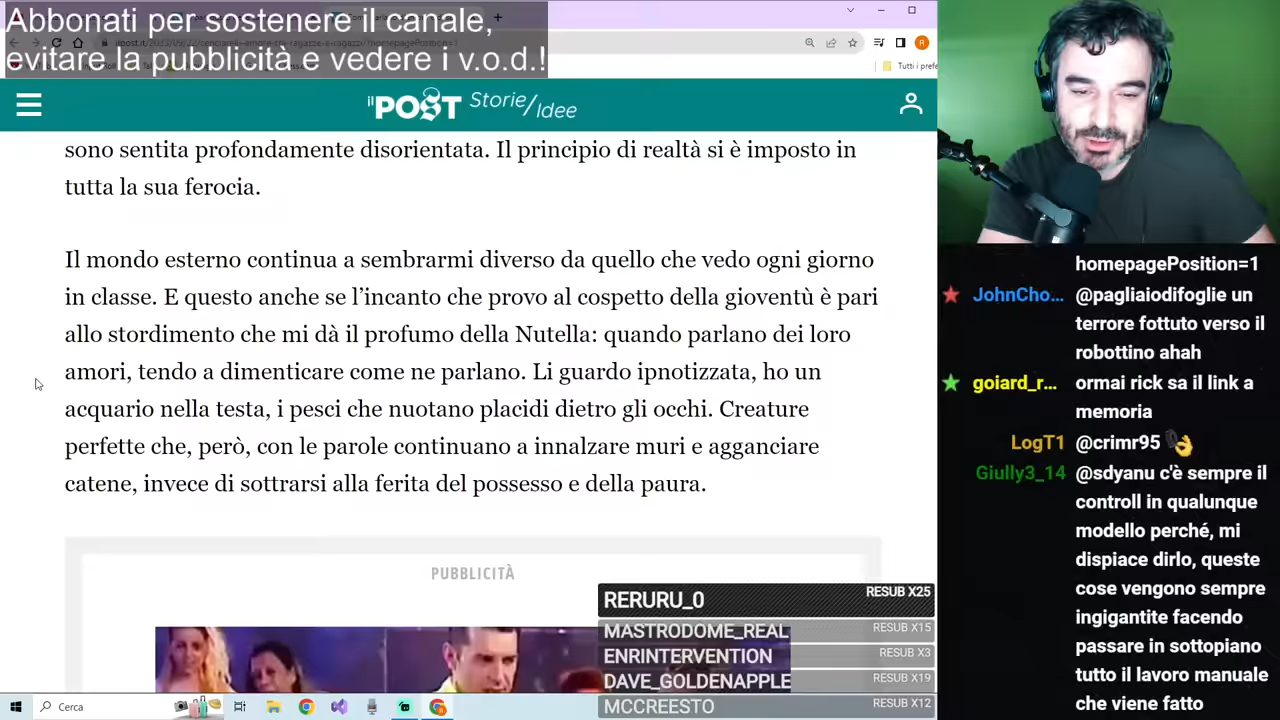 Abbonati per sostenere il canale,
evitare la pubblicità e vedere i v.o.d.!
Tutti i prefe
IL POST Storie/Idee
sono sentita profondamente disorientata. Il principio di realtà si è imposto in
tutta la sua ferocia.
Il mondo esterno continua a sembrarmi diverso da quello che vedo ogni giorno
in classe. E questo anche se l’incanto che provo al cospetto della gioventù è pari
allo stordimento che mi dà il profumo della Nutella: quando parlano dei loro
amori, tendo a dimenticare come ne parlano. Li guardo ipnotizzata, ho un
acquario nella testa, i pesci che nuotano placidi dietro gli occhi. Creature
perfette che, però, con le parole continuano a innalzare muri e agganciare
catene, invece di sottrarsi alla ferita del possesso e della paura.
PUBBLICITÀ
RERURU_0 RESUB X25
MASTRODOME_REAL RESUB X15
ENRINTERVENTION RESUB X3
DAVE_GOLDENAPPLE RESUB X19
MCCREESTO RESUB X12
Cerca
homepagePosition=1
JohnCho... @pagliaiodifoglie un
terrore fottuto verso il
robottino ahah
goiard_r... ormai rick sa il link a
memoria
LogT1 @crimr95
Giully3_14 @sdyanu c'è sempre il
controll in qualunque
modello perché, mi
dispiace dirlo, queste
cose vengono sempre
ingigantite facendo
passare in sottopiano
tutto il lavoro manuale
che viene fatto